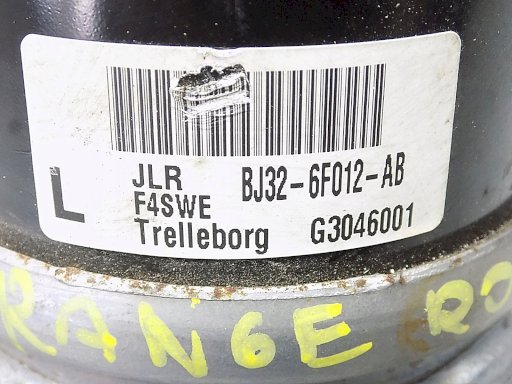 JLR BJ32-6F012-AB
L F4SWE
Trelleborg G3046001
RANGE RO